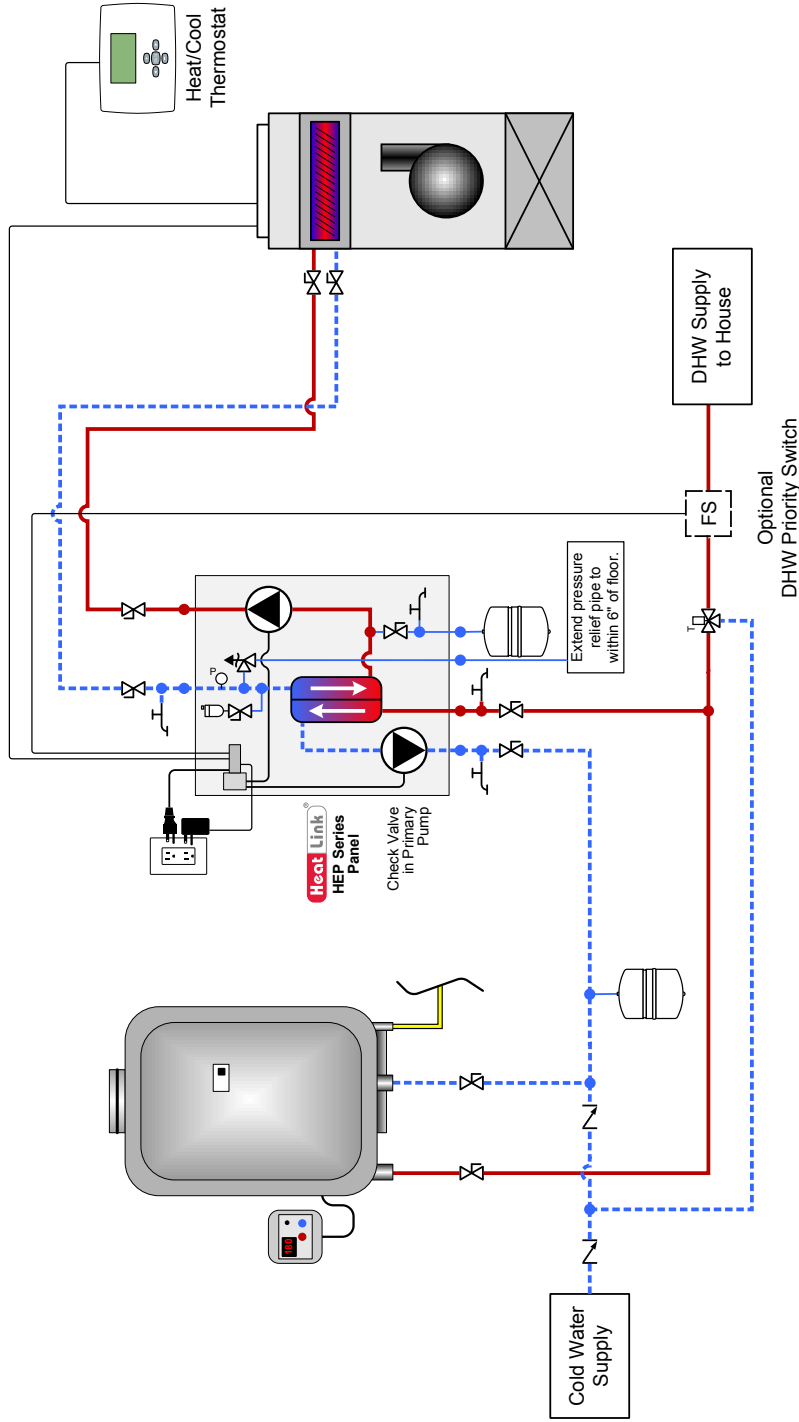 Heat/Cool
Thermostat
DHW Supply
to House
FS
Optional
DHW Priority Switch
T
Extend pressure
relief pipe to
within 6" of floor.
P
Heat Link®
HEP Series
Panel
Check Valve
in Primary
Pump
180
Cold Water
Supply